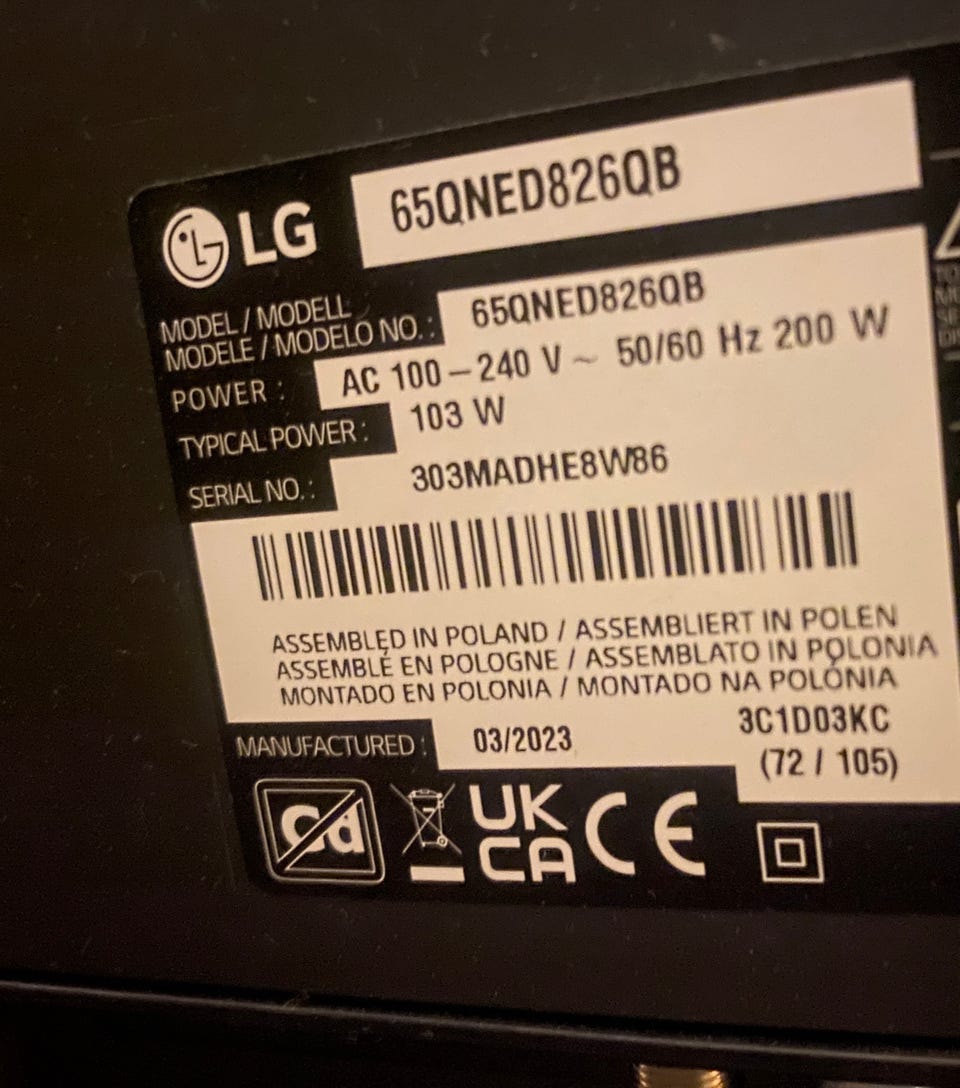 LG
65QNED826QB
MODEL / MODELL
MODÈLE / MODELO NO. : 65QNED826QB
POWER : AC 100 – 240 V ~ 50/60 Hz 200 W
TYPICAL POWER : 103 W
SERIAL NO. : 303MADHE8W86
ASSEMBLED IN POLAND / ASSEMBLIERT IN POLEN
ASSEMBLÉ EN POLOGNE / ASSEMBLATO IN POLONIA
MONTADO EN POLONIA / MONTADO NA POLÓNIA
MANUFACTURED : 03/2023
3C1D03KC
(72 / 105)
Cd
UK
CA CE